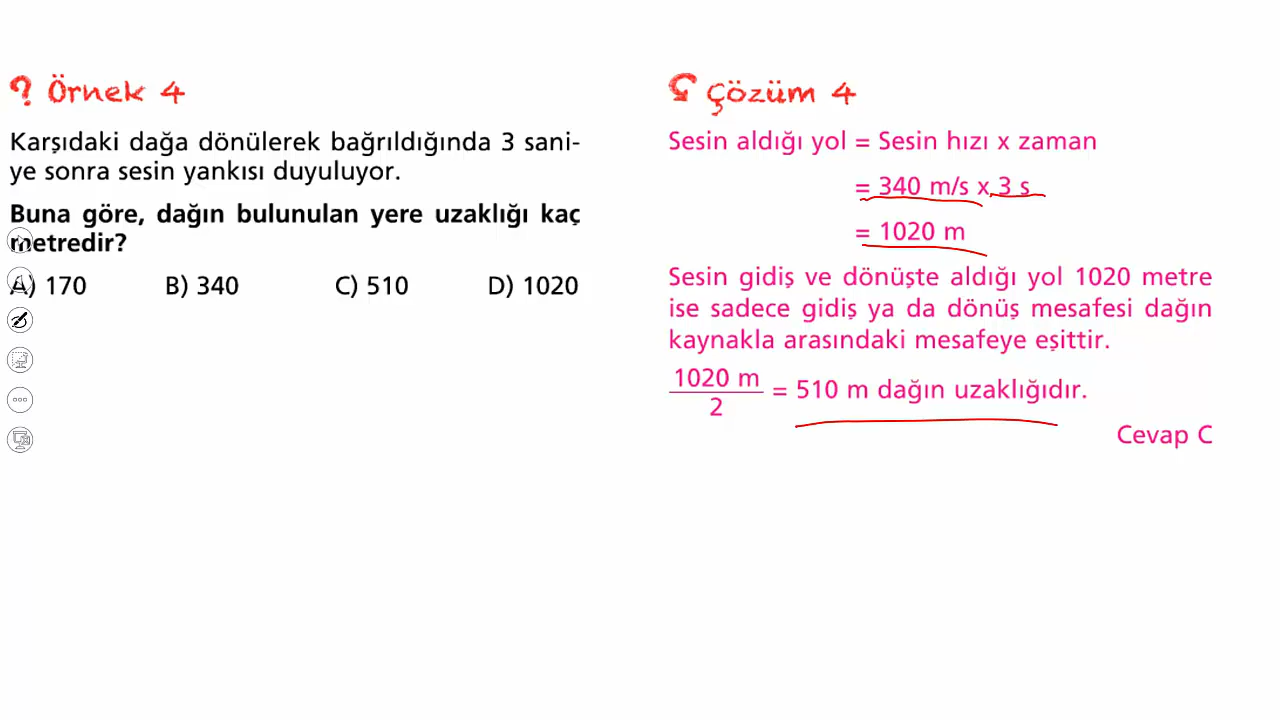 ? Örnek 4
Karşıdaki dağa dönülerek bağrıldığında 3 sani-
ye sonra sesin yankısı duyuluyor.
Buna göre, dağın bulunulan yere uzaklığı kaç
metredir?
A) 170 B) 340 C) 510 D) 1020
Çözüm 4
Sesin aldığı yol = Sesin hızı x zaman
= 340 m/s x 3 s
= 1020 m
Sesin gidiş ve dönüşte aldığı yol 1020 metre
ise sadece gidiş ya da dönüş mesafesi dağın
kaynakla arasındaki mesafeye eşittir.
1020 m
2
= 510 m dağın uzaklığıdır.
Cevap C